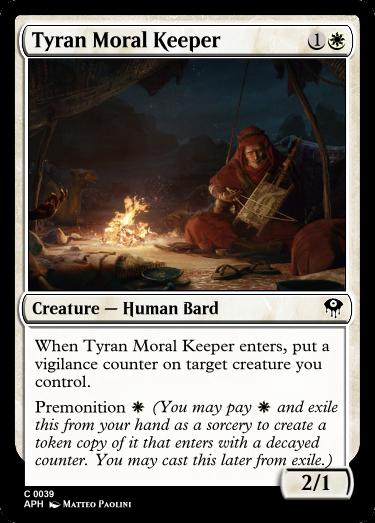 Tyran Moral Keeper 1
Creature — Human Bard
When Tyran Moral Keeper enters, put a
vigilance counter on target creature you
control.
Premonition (You may pay and exile
this from your hand as a sorcery to create a
token copy of it that enters with a decayed
counter. You may cast this later from exile.)
2/1
C 0039
APH Matteo Paolini